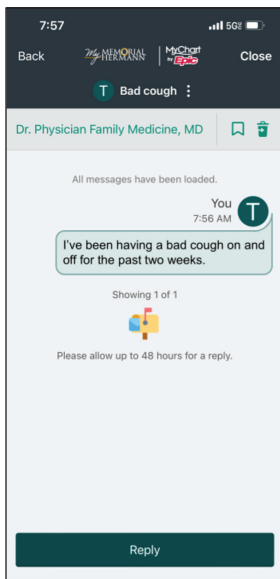 7:57
5G
Back
My MEMORIAL HERMANN
MyChart by Epic
Close
T
Bad cough
Dr. Physician Family Medicine, MD
All messages have been loaded.
You
7:56 AM
T
I've been having a bad cough on and
off for the past two weeks.
Showing 1 of 1
Please allow up to 48 hours for a reply.
Reply